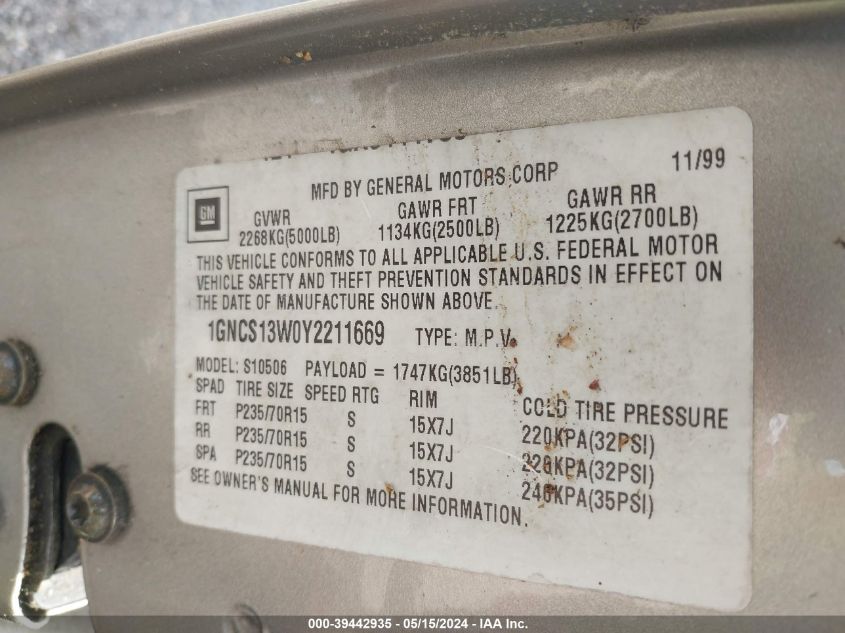 11/99
MFD BY GENERAL MOTORS CORP
GM
GVWR GAWR FRT GAWR RR
2268KG(5000LB) 1134KG(2500LB) 1225KG(2700LB)
THIS VEHICLE CONFORMS TO ALL APPLICABLE U.S. FEDERAL MOTOR
VEHICLE SAFETY AND THEFT PREVENTION STANDARDS IN EFFECT ON
THE DATE OF MANUFACTURE SHOWN ABOVE.
1GNCS13W0Y2211669 TYPE: M.P.V.
MODEL: S10506 PAYLOAD = 1747KG(3851LB)
SPAD TIRE SIZE SPEED RTG RIM COLD TIRE PRESSURE
FRT P235/70R15 S 15X7J 220KPA(32PSI)
RR P235/70R15 S 15X7J 220KPA(32PSI)
SPA P235/70R15 S 15X7J 240KPA(35PSI)
SEE OWNER'S MANUAL FOR MORE INFORMATION.
000-39442935 - 05/15/2024 - IAA Inc.